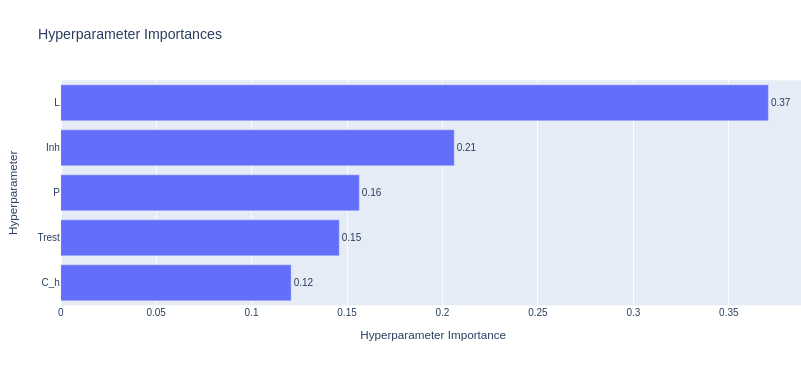 Hyperparameter Importances
Hyperparameter
L
0.37
Inh
0.21
P
0.16
Trest
0.15
C_h
0.12
0 0.05 0.1 0.15 0.2 0.25 0.3 0.35
Hyperparameter Importance